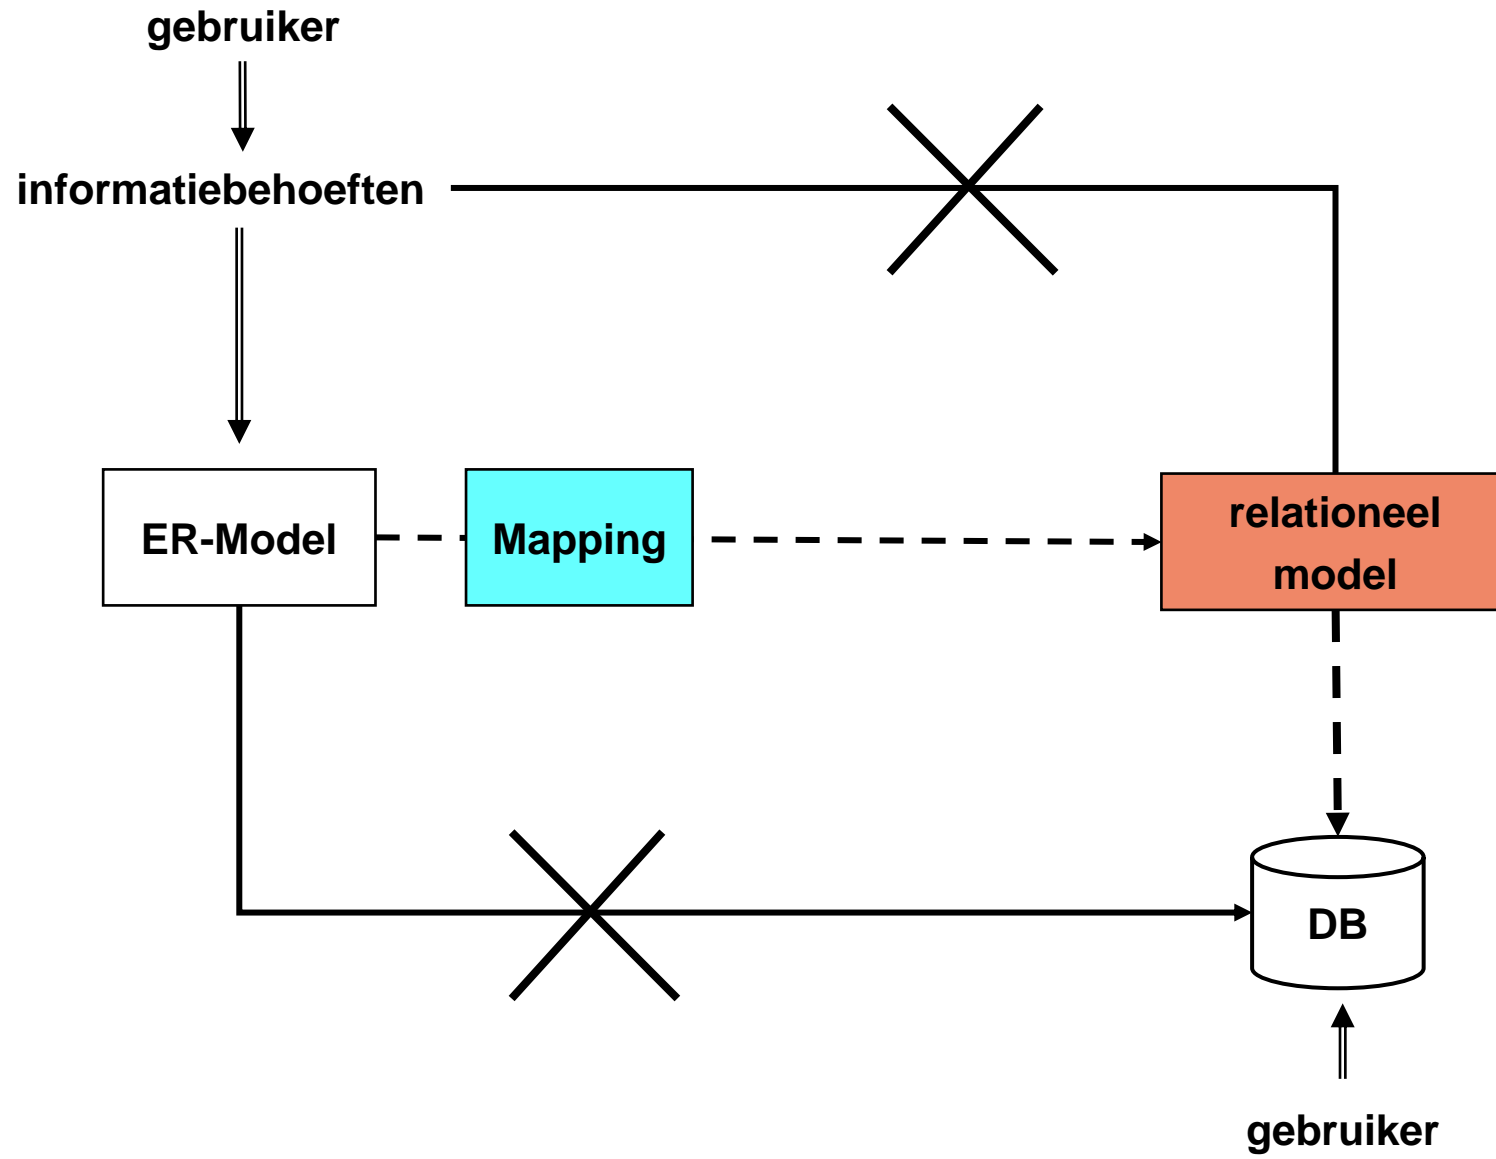 gebruiker
informatiebehoeften
ER-Model
Mapping
relationeel
model
DB
gebruiker